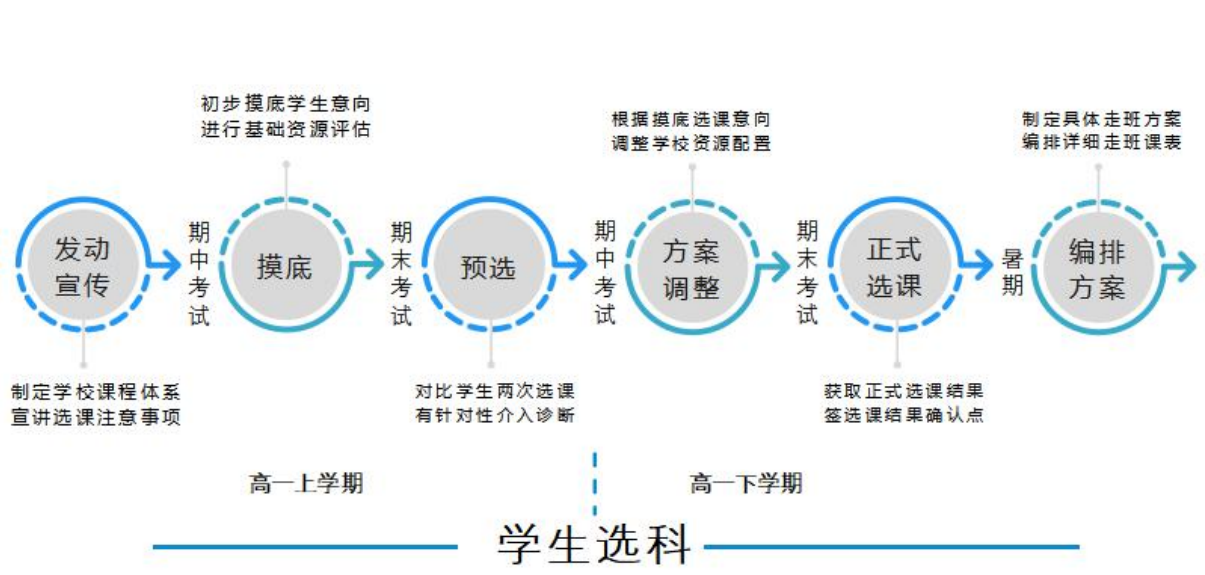 初步摸底学生意向
进行基础资源评估
根据摸底选课意向
调整学校资源配置
制定具体走班方案
编排详细走班课表
发动
宣传
期中考试
摸底
期末考试
预选
期中考试
方案
调整
期末考试
正式
选课
暑期
编排
方案
制定学校课程体系
宣讲选课注意事项
对比学生两次选课
有针对性介入诊断
获取正式选课结果
签选课结果确认点
高一上学期
高一下学期
学生选科